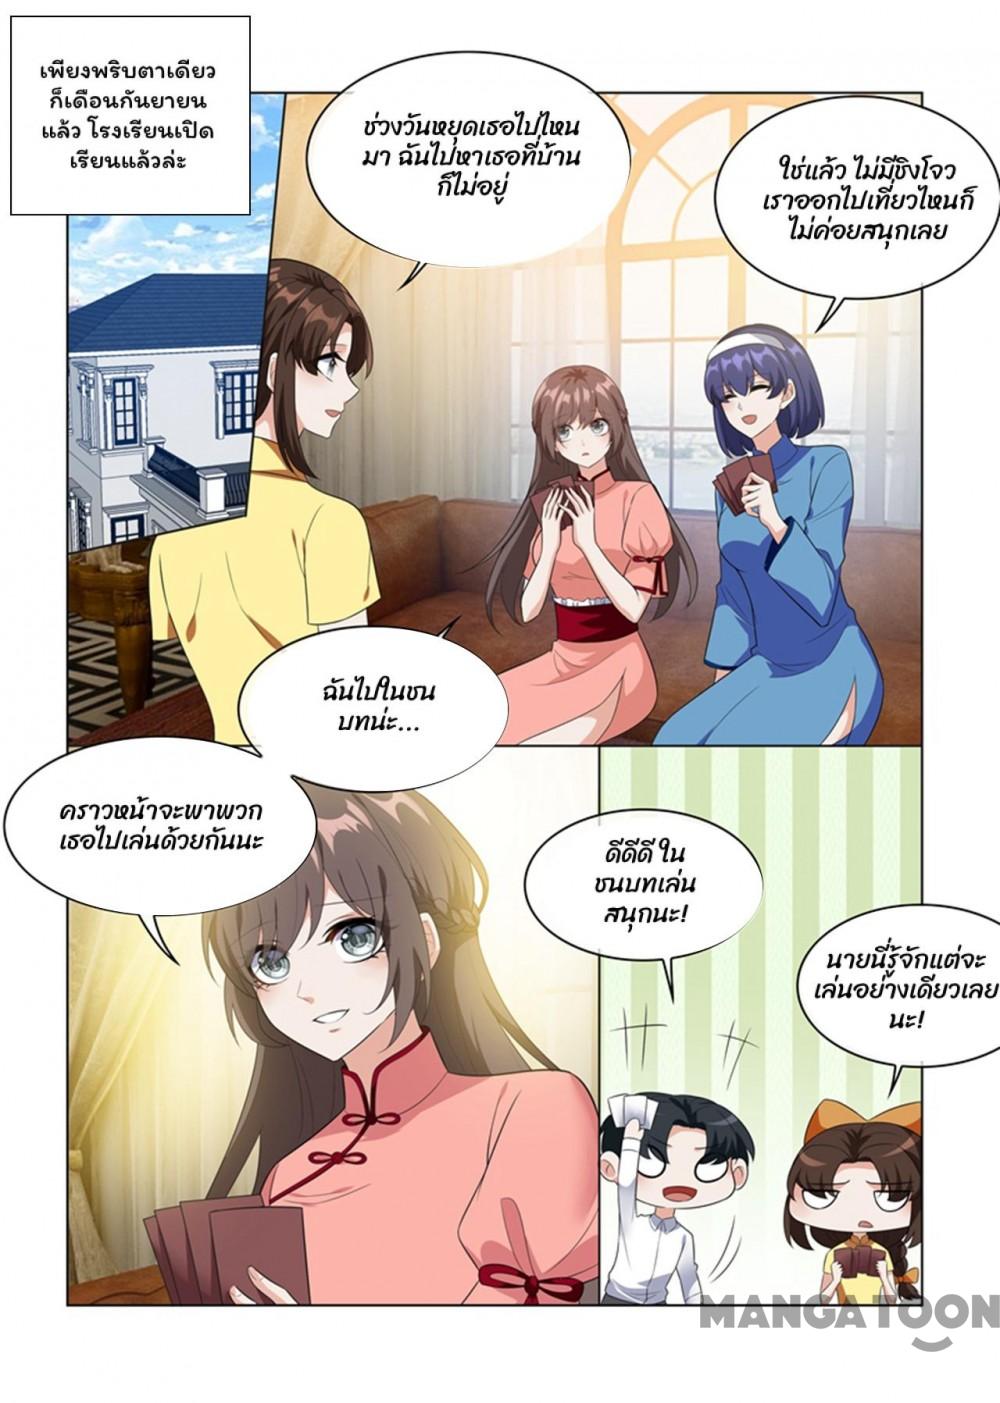 เพียงพริบตาเดียว
ก็เดือนกันยายน
แล้ว โรงเรียนเปิด
เรียนแล้วล่ะ
ช่วงวันหยุดเธอไปไหน
มา ฉันไปหาเธอที่บ้าน
ก็ไม่อยู่
ใช่แล้ว ไม่มีชิงโจว
เราออกไปเที่ยวไหนก็
ไม่ค่อยสนุกเลย
ฉันไปในชน
บทน่ะ...
คราวหน้าจะพาพวก
เธอไปเล่นด้วยกันนะ
ดีดีดี ใน
ชนบทเล่น
สนุกนะ!
นายนี่รู้จักแต่จะ
เล่นอย่างเดียวเลย
นะ!
MANGATOON